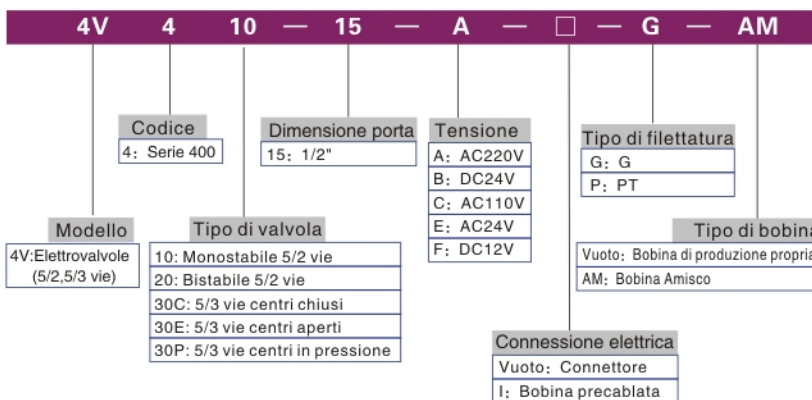 4V 4 10 — 15 — A — □ — G — AM
Codice
4: Serie 400
Dimensione porta
15: 1/2"
Tensione
A: AC220V
B: DC24V
C: AC110V
E: AC24V
F: DC12V
Tipo di filettatura
G: G
P: PT
Modello
4V:Elettrovalvole
(5/2,5/3 vie)
Tipo di valvola
10: Monostabile 5/2 vie
20: Bistabile 5/2 vie
30C: 5/3 vie centri chiusi
30E: 5/3 vie centri aperti
30P: 5/3 vie centri in pressione
Tipo di bobina
Vuoto: Bobina di produzione propria
AM: Bobina Amisco
Connessione elettrica
Vuoto: Connettore
I: Bobina precablata